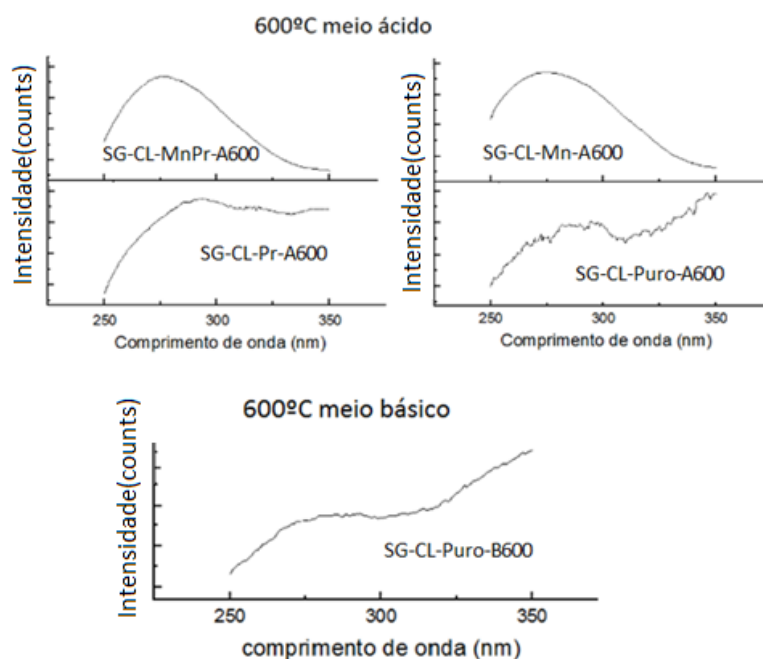 600ºC meio ácido
Intensidade(counts)
SG-CL-MnPr-A600
SG-CL-Pr-A600
250 300 350
Comprimento de onda (nm)
Intensidade(counts)
SG-CL-Mn-A600
SG-CL-Puro-A600
250 300 350
Comprimento de onda (nm)
600ºC meio básico
Intensidade(counts)
SG-CL-Puro-B600
250 300 350
comprimento de onda (nm)